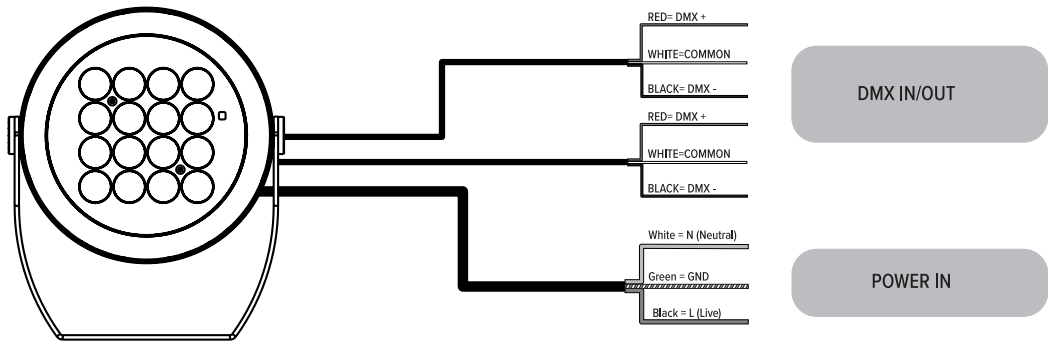 RED= DMX +
WHITE=COMMON
BLACK= DMX -
DMX IN/OUT
RED= DMX +
WHITE=COMMON
BLACK= DMX -
White = N (Neutral)
Green = GND
Black = L (Live)
POWER IN